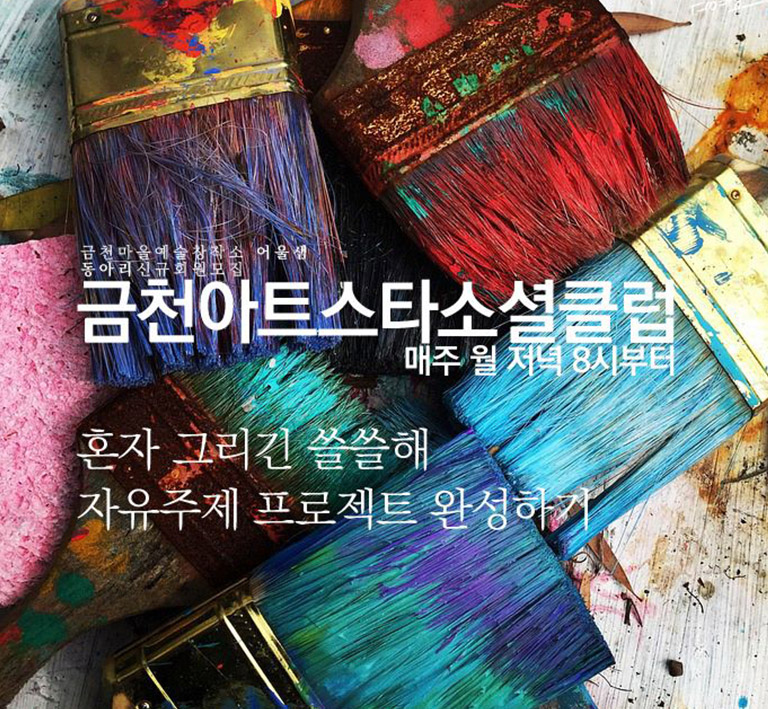 금천마을예술창작소 어울샘
동아리신규회원모집
금천아트스타소셜클럽
매주 월 저녁 8시부터
혼자 그리긴 쓸쓸해
자유주제 프로젝트 완성하기